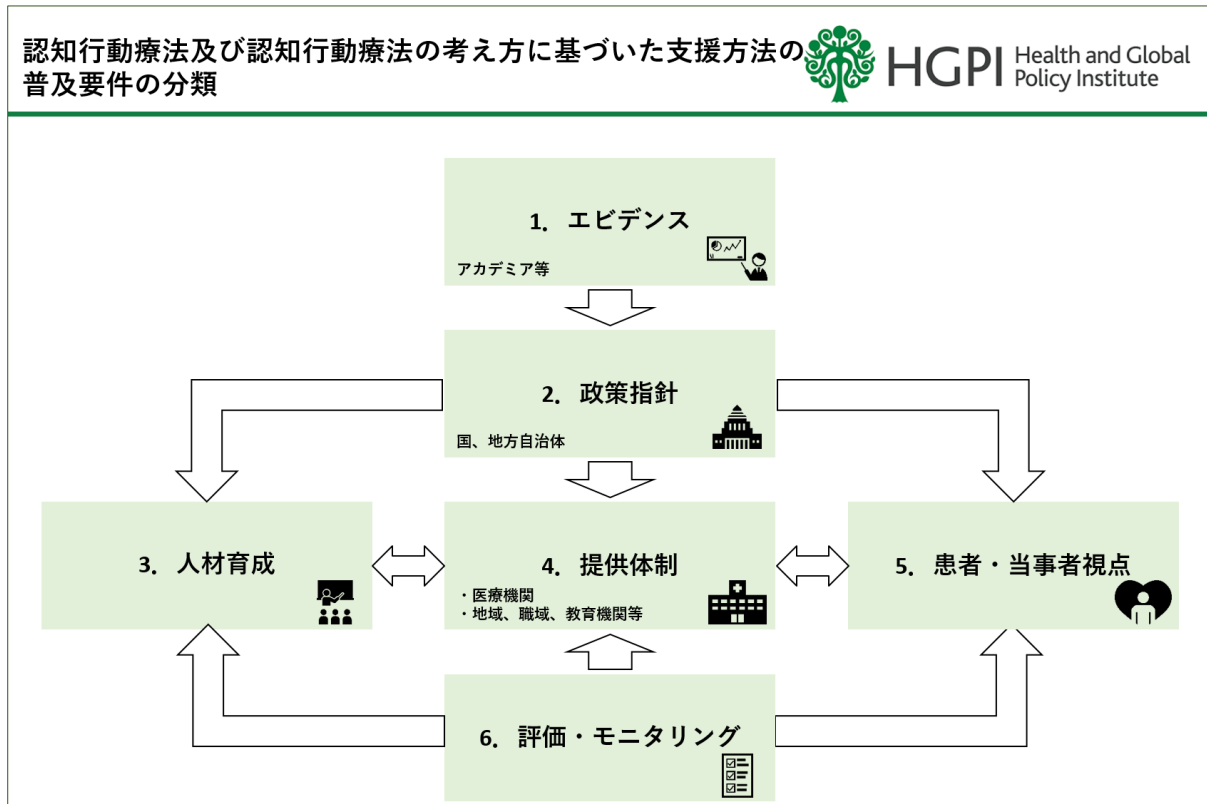 認知行動療法及び認知行動療法の考え方に基づいた支援方法の
普及要件の分類
HGPI
Health and Global
Policy Institute
1. エビデンス
アカデミア等
2. 政策指針
国、地方自治体
3. 人材育成
4. 提供体制
・医療機関
・地域、職域、教育機関等
5. 患者・当事者視点
6. 評価・モニタリング